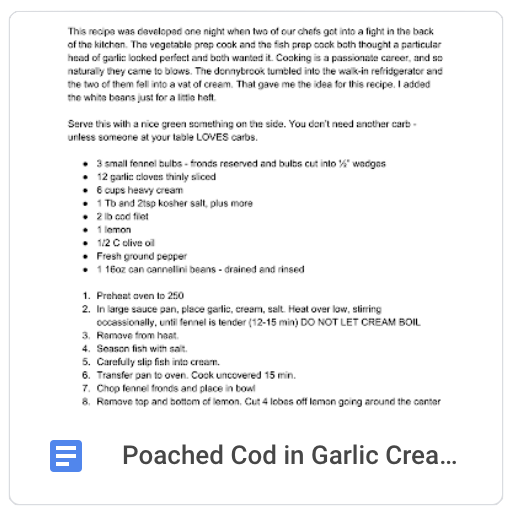 This recipe was developed one night when two of our chefs got into a fight in the back
of the kitchen. The vegetable prep cook and the fish prep cook both thought a particular
head of garlic looked perfect and both wanted it. Cooking is a passionate career, and so
naturally they came to blows. The donnybrook tumbled into the walk-in refridgerator and
the two of them fell into a vat of cream. That gave me the idea for this recipe. I added
the white beans just for a little heft.
Serve this with a nice green something on the side. You don't need another carb -
unless someone at your table LOVES carbs.
• 3 small fennel bulbs - fronds reserved and bulbs cut into ½" wedges
• 12 garlic cloves thinly sliced
• 6 cups heavy cream
• 1 Tb and 2tsp kosher salt, plus more
• 2 lb cod filet
• 1 lemon
• 1/2 C olive oil
• Fresh ground pepper
• 1 16oz can cannellini beans - drained and rinsed
1. Preheat oven to 250
2. In large sauce pan, place garlic, cream, salt. Heat over low, stirring
occassionally, until fennel is tender (12-15 min) DO NOT LET CREAM BOIL
3. Remove from heat.
4. Season fish with salt.
5. Carefully slip fish into cream.
6. Transfer pan to oven. Cook uncovered 15 min.
7. Chop fennel fronds and place in bowl
8. Remove top and bottom of lemon. Cut 4 lobes off lemon going around the center
Poached Cod in Garlic Crea...